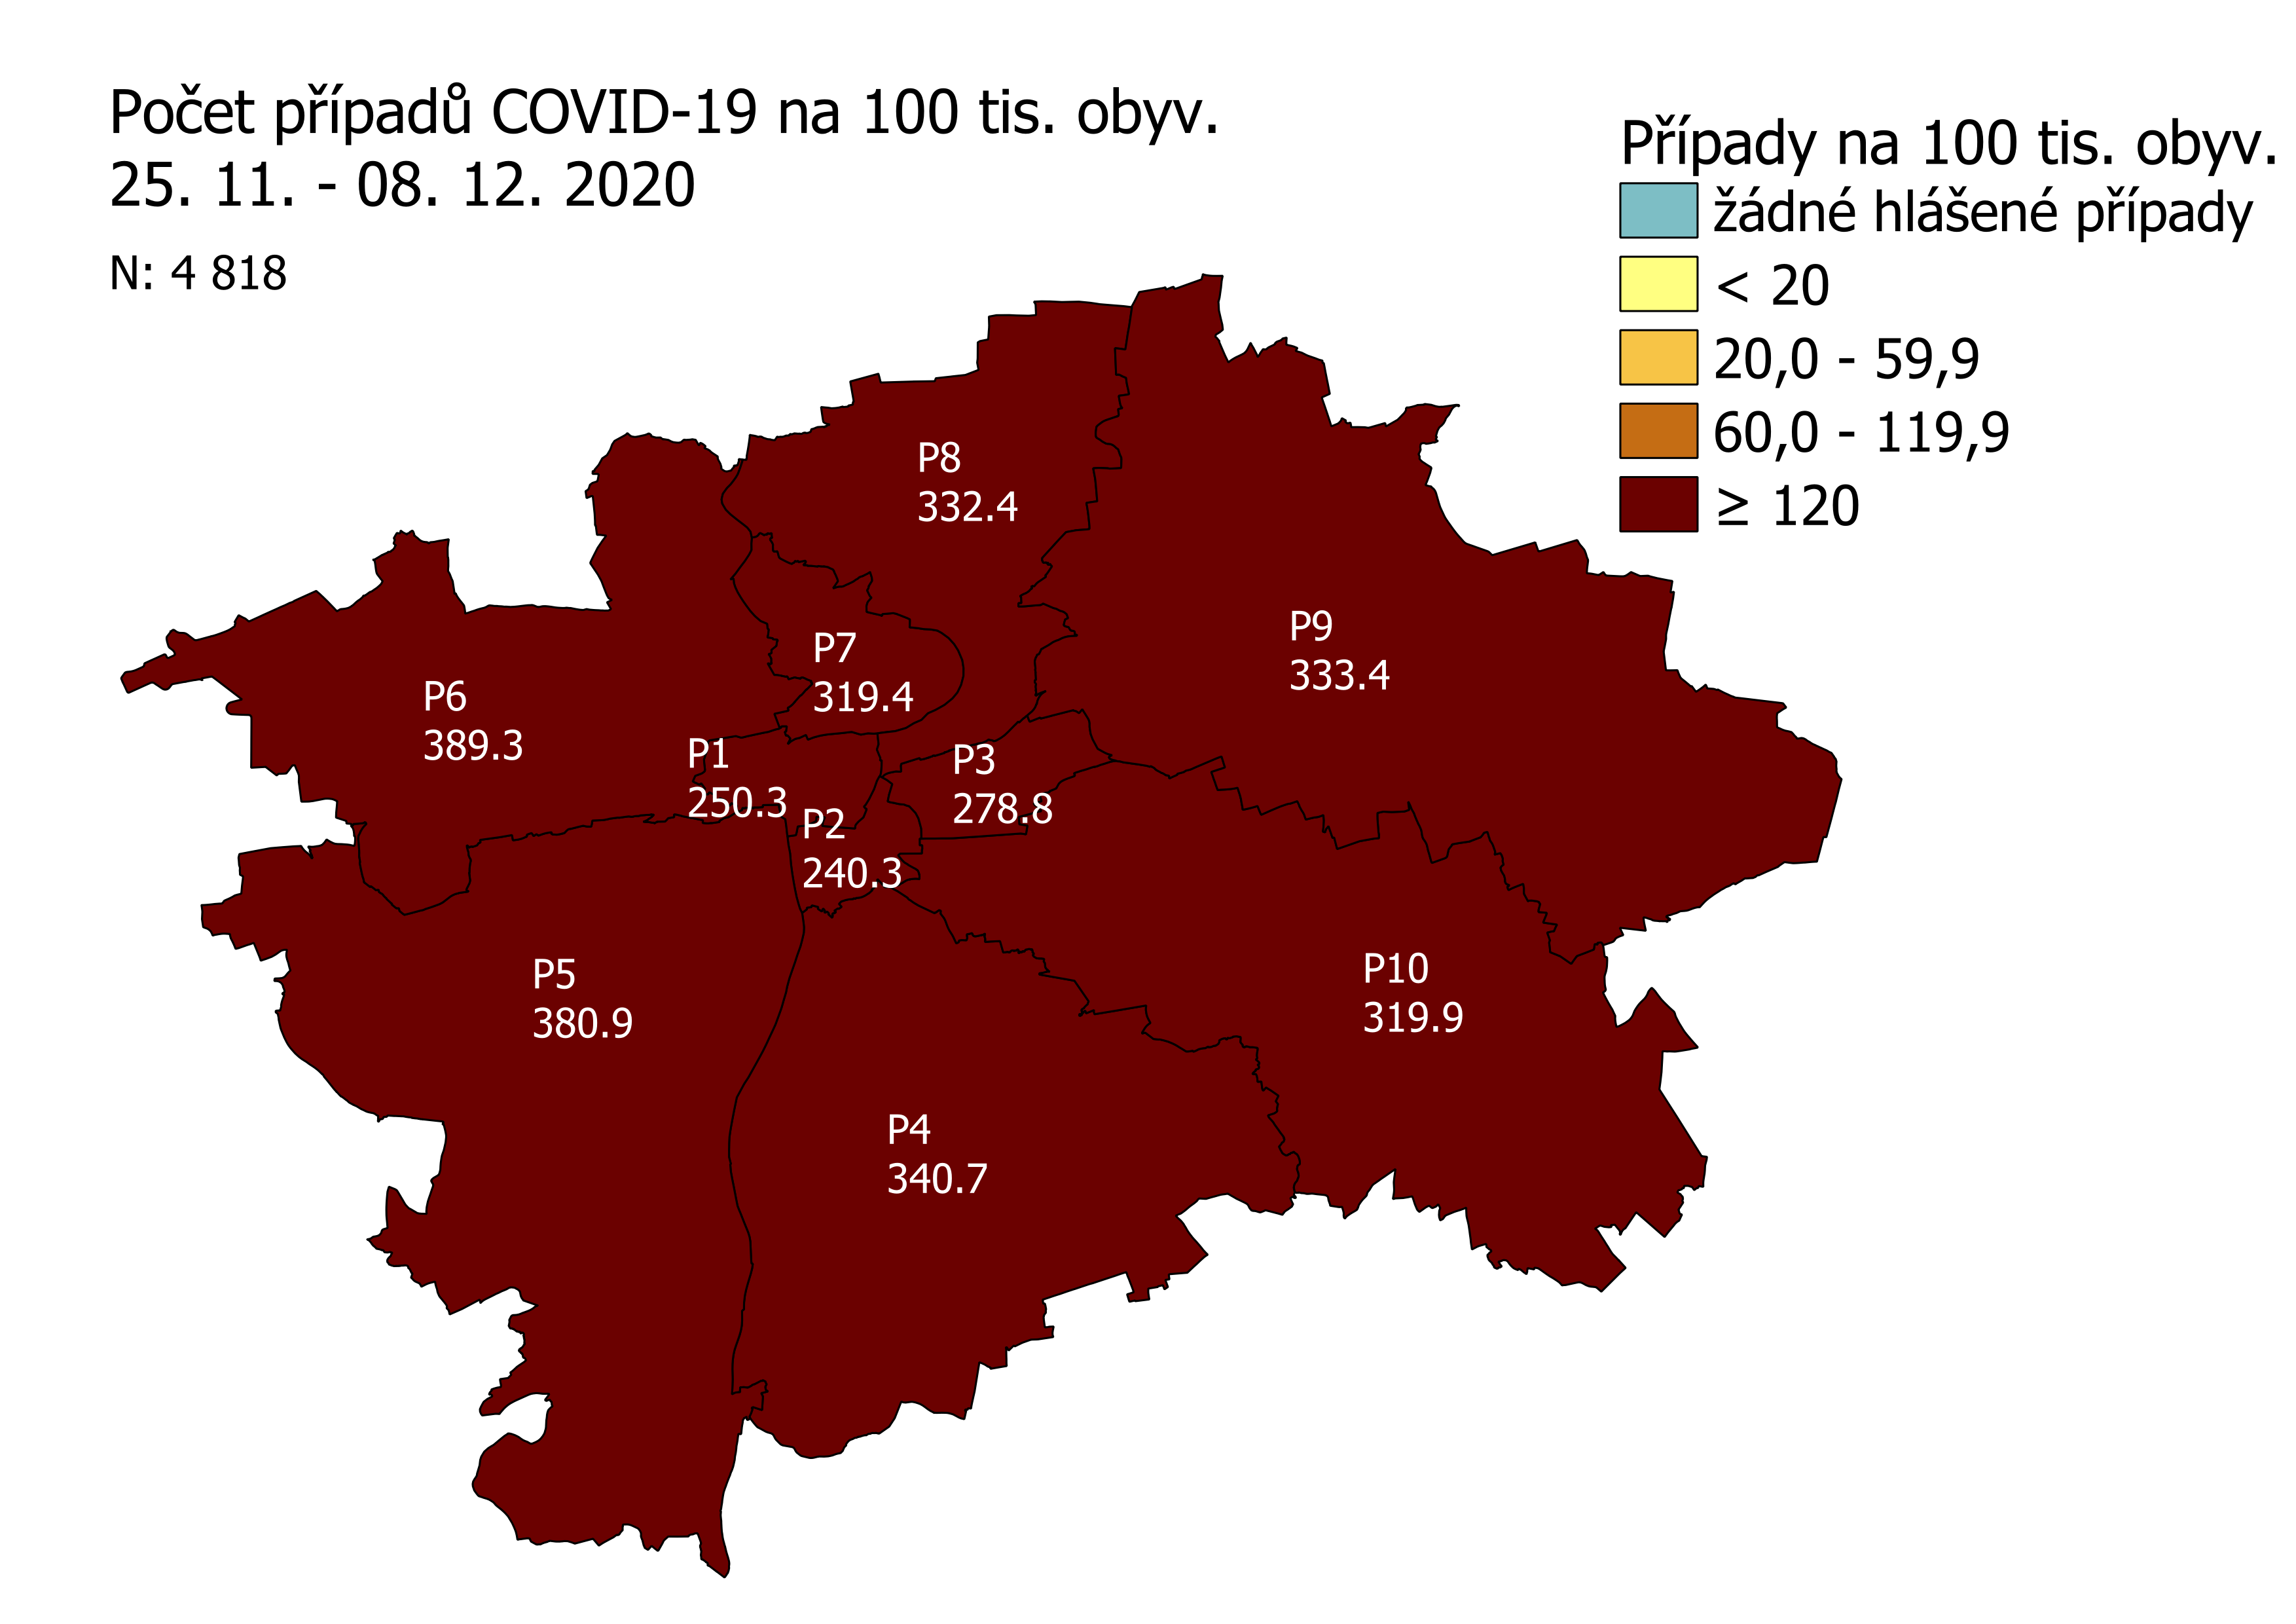 Počet případů COVID-19 na 100 tis. obyv.
25. 11. - 08. 12. 2020
N: 4 818
Případy na 100 tis. obyv.
žádné hlášené případy
< 20
20,0 - 59,9
60,0 - 119,9
≥ 120
P8
332.4
P9
333.4
P7
319.4
P6
389.3
P1
250.3
P3
278.8
P2
240.3
P5
380.9
P10
319.9
P4
340.7